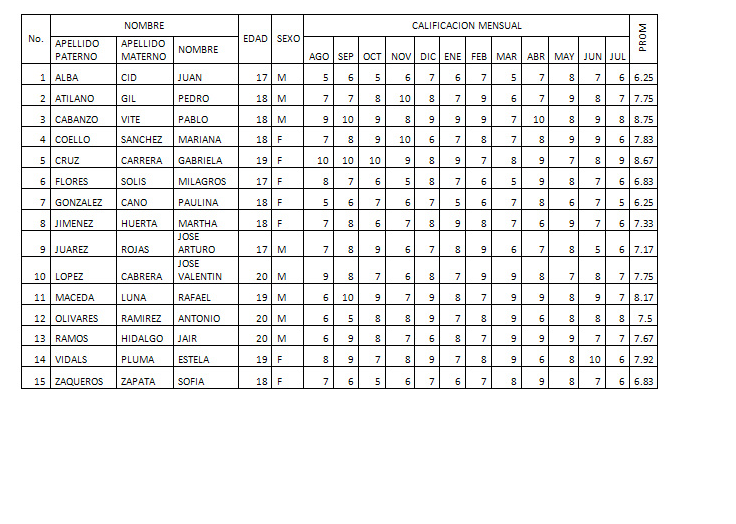 No. NOMBRE EDAD SEXO CALIFICACION MENSUAL PROM
APELLIDO PATERNO APELLIDO MATERNO NOMBRE AGO SEP OCT NOV DIC ENE FEB MAR ABR MAY JUN JUL
1 ALBA CID JUAN 17 M 5 6 5 6 7 6 7 5 7 8 7 6 6.25
2 ATILANO GIL PEDRO 18 M 7 7 8 10 8 7 9 6 7 9 8 7 7.75
3 CABANZO VITE PABLO 18 M 9 10 9 8 9 9 9 7 10 8 9 8 8.75
4 COELLO SANCHEZ MARIANA 18 F 7 8 9 10 6 7 8 7 8 9 9 6 7.83
5 CRUZ CARRERA GABRIELA 19 F 10 10 10 9 8 9 7 8 9 7 8 9 8.67
6 FLORES SOLIS MILAGROS 17 F 8 7 6 5 8 7 6 5 9 8 7 6 6.83
7 GONZALEZ CANO PAULINA 18 F 5 6 7 6 7 5 6 7 8 6 7 5 6.25
8 JIMENEZ HUERTA MARTHA 18 F 7 8 6 7 8 9 8 7 6 9 7 6 7.33
9 JUAREZ ROJAS JOSE ARTURO 17 M 7 8 9 6 7 8 9 6 7 8 5 6 7.17
10 LOPEZ CABRERA JOSE VALENTIN 20 M 9 8 7 6 8 7 9 9 8 7 8 7 7.75
11 MACEDA LUNA RAFAEL 19 M 6 10 9 7 9 8 7 9 9 8 9 7 8.17
12 OLIVARES RAMIREZ ANTONIO 20 M 6 5 8 8 9 7 8 9 6 8 8 8 7.5
13 RAMOS HIDALGO JAIR 20 M 6 9 8 7 6 8 7 9 9 9 7 7 7.67
14 VIDALS PLUMA ESTELA 19 F 8 9 7 8 9 7 8 9 6 8 10 6 7.92
15 ZAQUEROS ZAPATA SOFIA 18 F 7 6 5 6 7 6 7 8 9 8 7 6 6.83